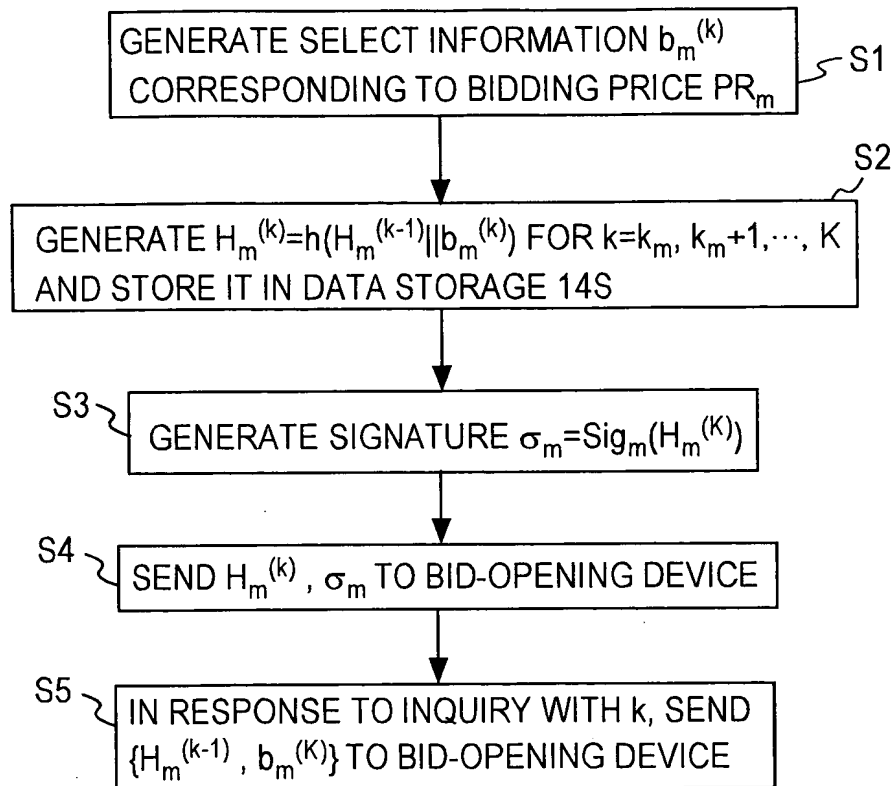 GENERATE SELECT INFORMATION b_m^(k)
CORRESPONDING TO BIDDING PRICE PR_m
S1
S2
GENERATE H_m^(k)=h(H_m^(k-1)||b_m^(k)) FOR k=k_m, k_m+1,⋯, K
AND STORE IT IN DATA STORAGE 14S
S3
GENERATE SIGNATURE σ_m=Sig_m(H_m^(K))
S4
SEND H_m^(k) , σ_m TO BID-OPENING DEVICE
S5
IN RESPONSE TO INQUIRY WITH k, SEND
{H_m^(k-1) , b_m^(K)} TO BID-OPENING DEVICE